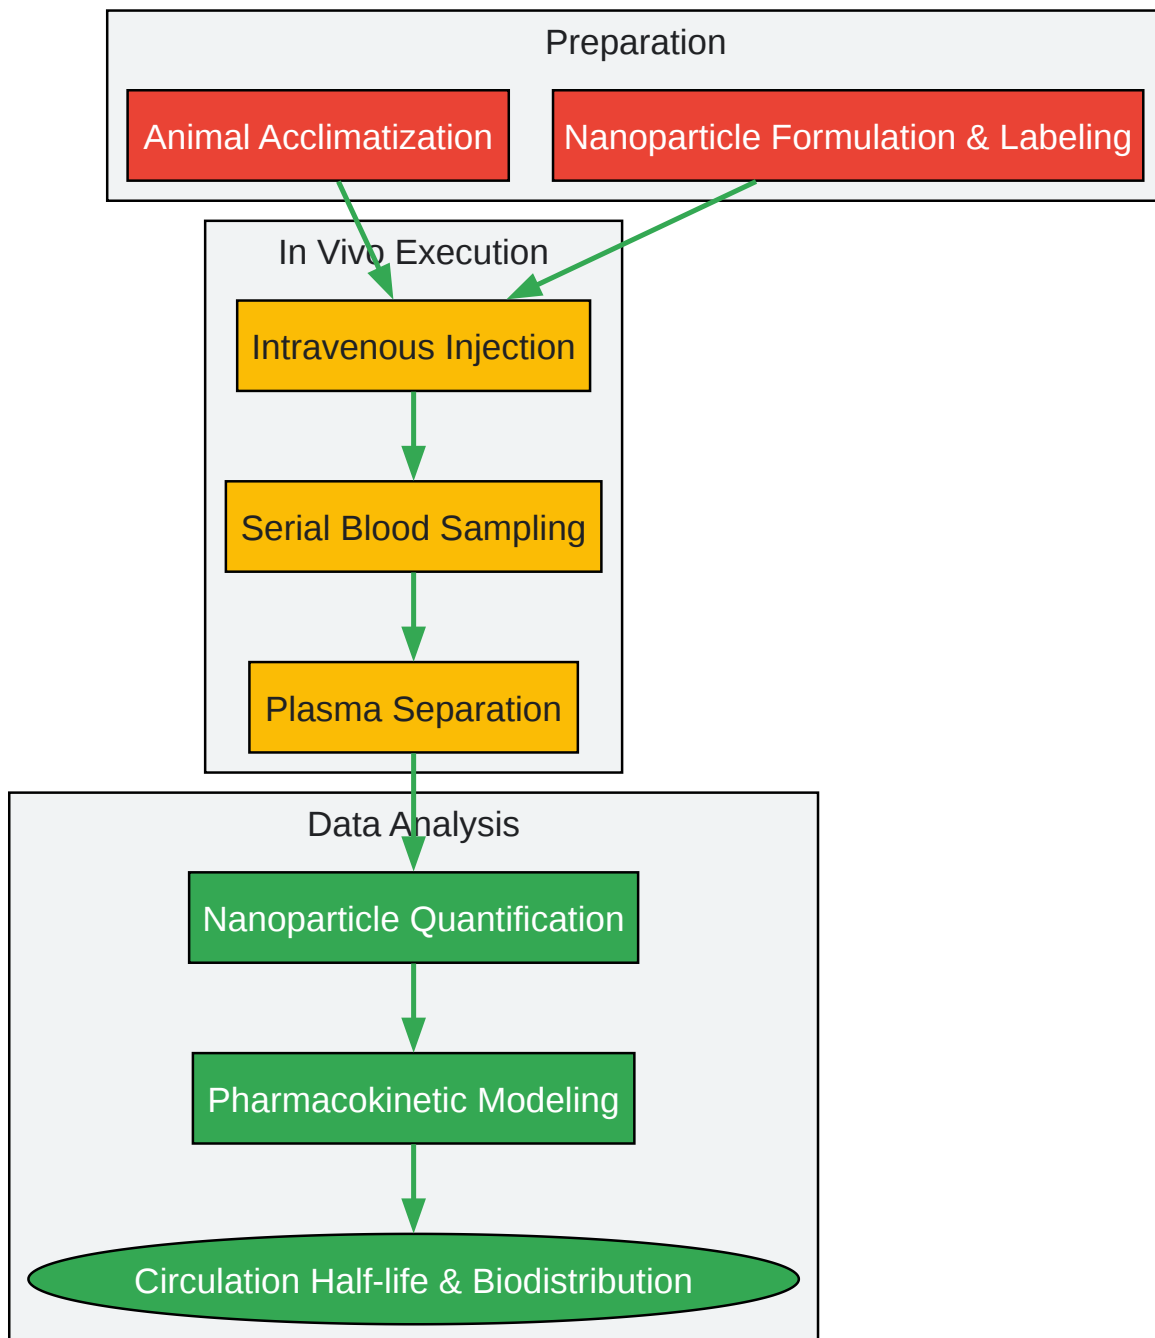 Preparation
Animal Acclimatization
Nanoparticle Formulation & Labeling
In Vivo Execution
Intravenous Injection
Serial Blood Sampling
Plasma Separation
Data Analysis
Nanoparticle Quantification
Pharmacokinetic Modeling
Circulation Half-life & Biodistribution